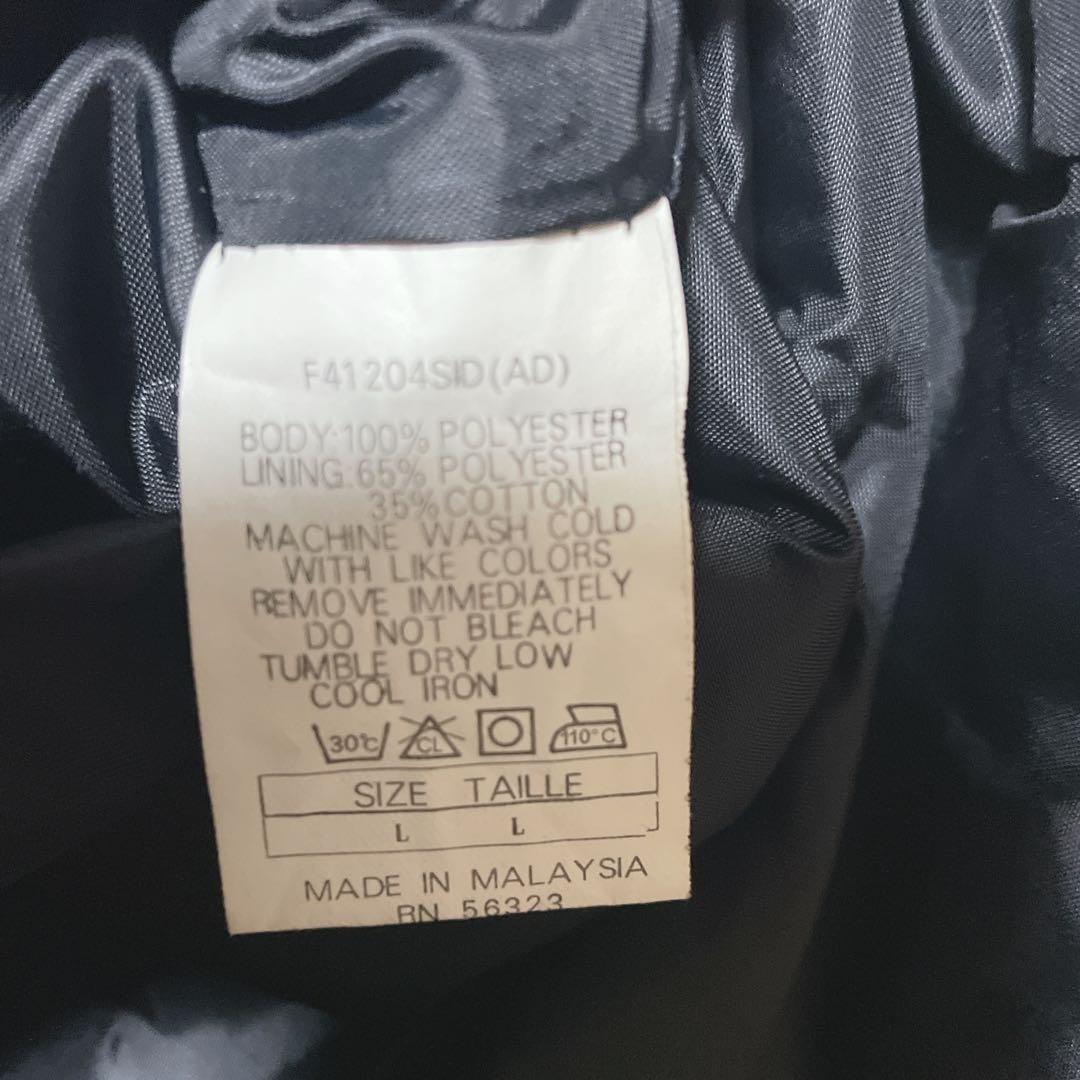 F41204SID(AD)
BODY:100% POLYESTER
LINING:65% POLYESTER
35% COTTON
MACHINE WASH COLD
WITH LIKE COLORS
REMOVE IMMEDIATELY
DO NOT BLEACH
TUMBLE DRY LOW
COOL IRON
30℃ CL 110°C
SIZE TAILLE
L L
MADE IN MALAYSIA
RN 56323